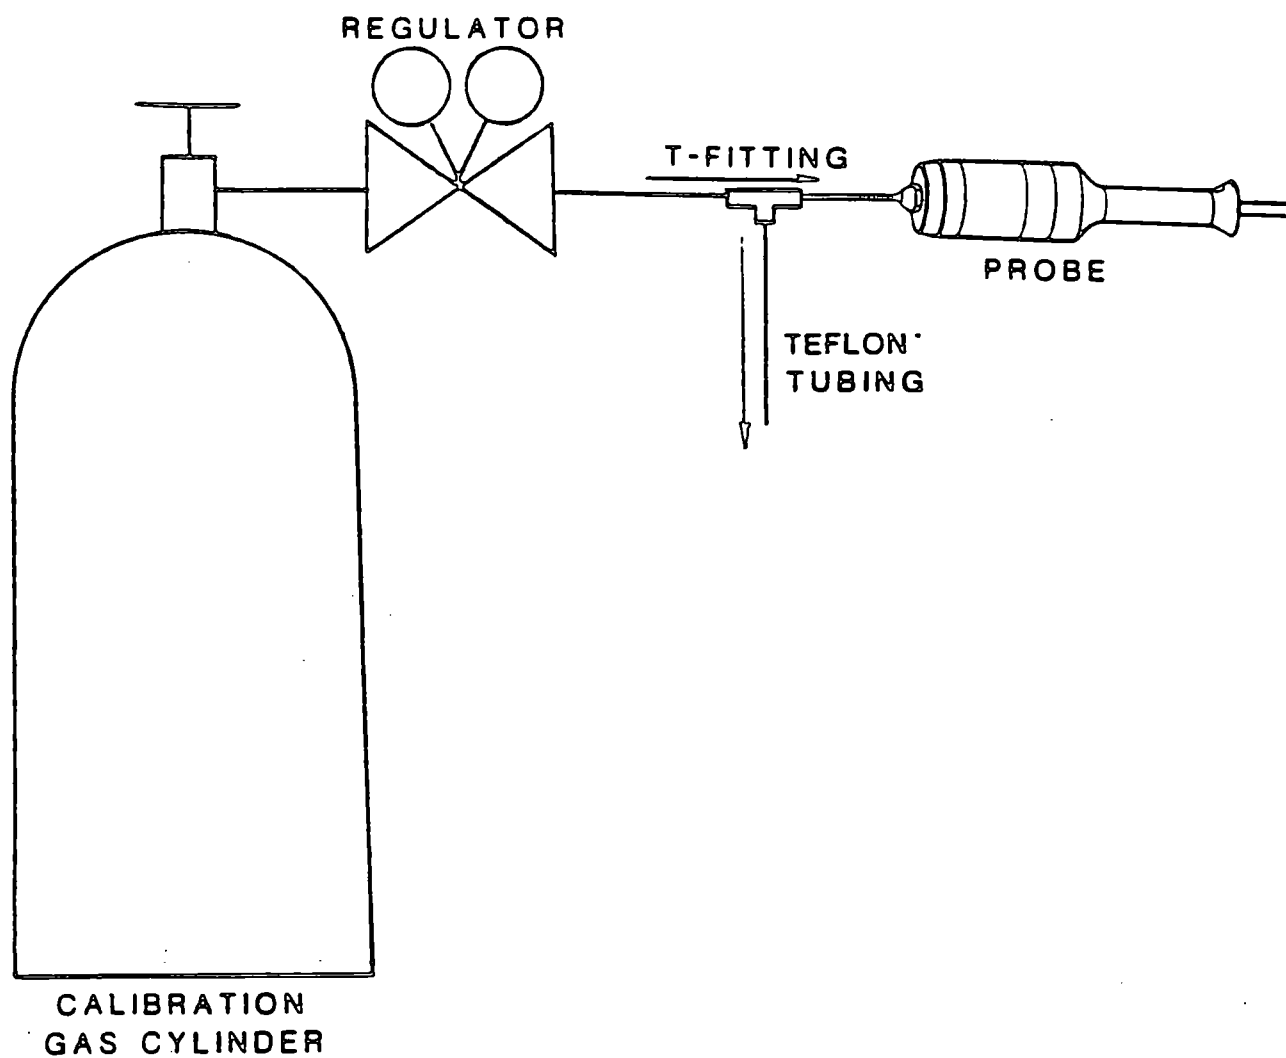 REGULATOR
T-FITTING
PROBE
TEFLON
TUBING
CALIBRATION
GAS CYLINDER